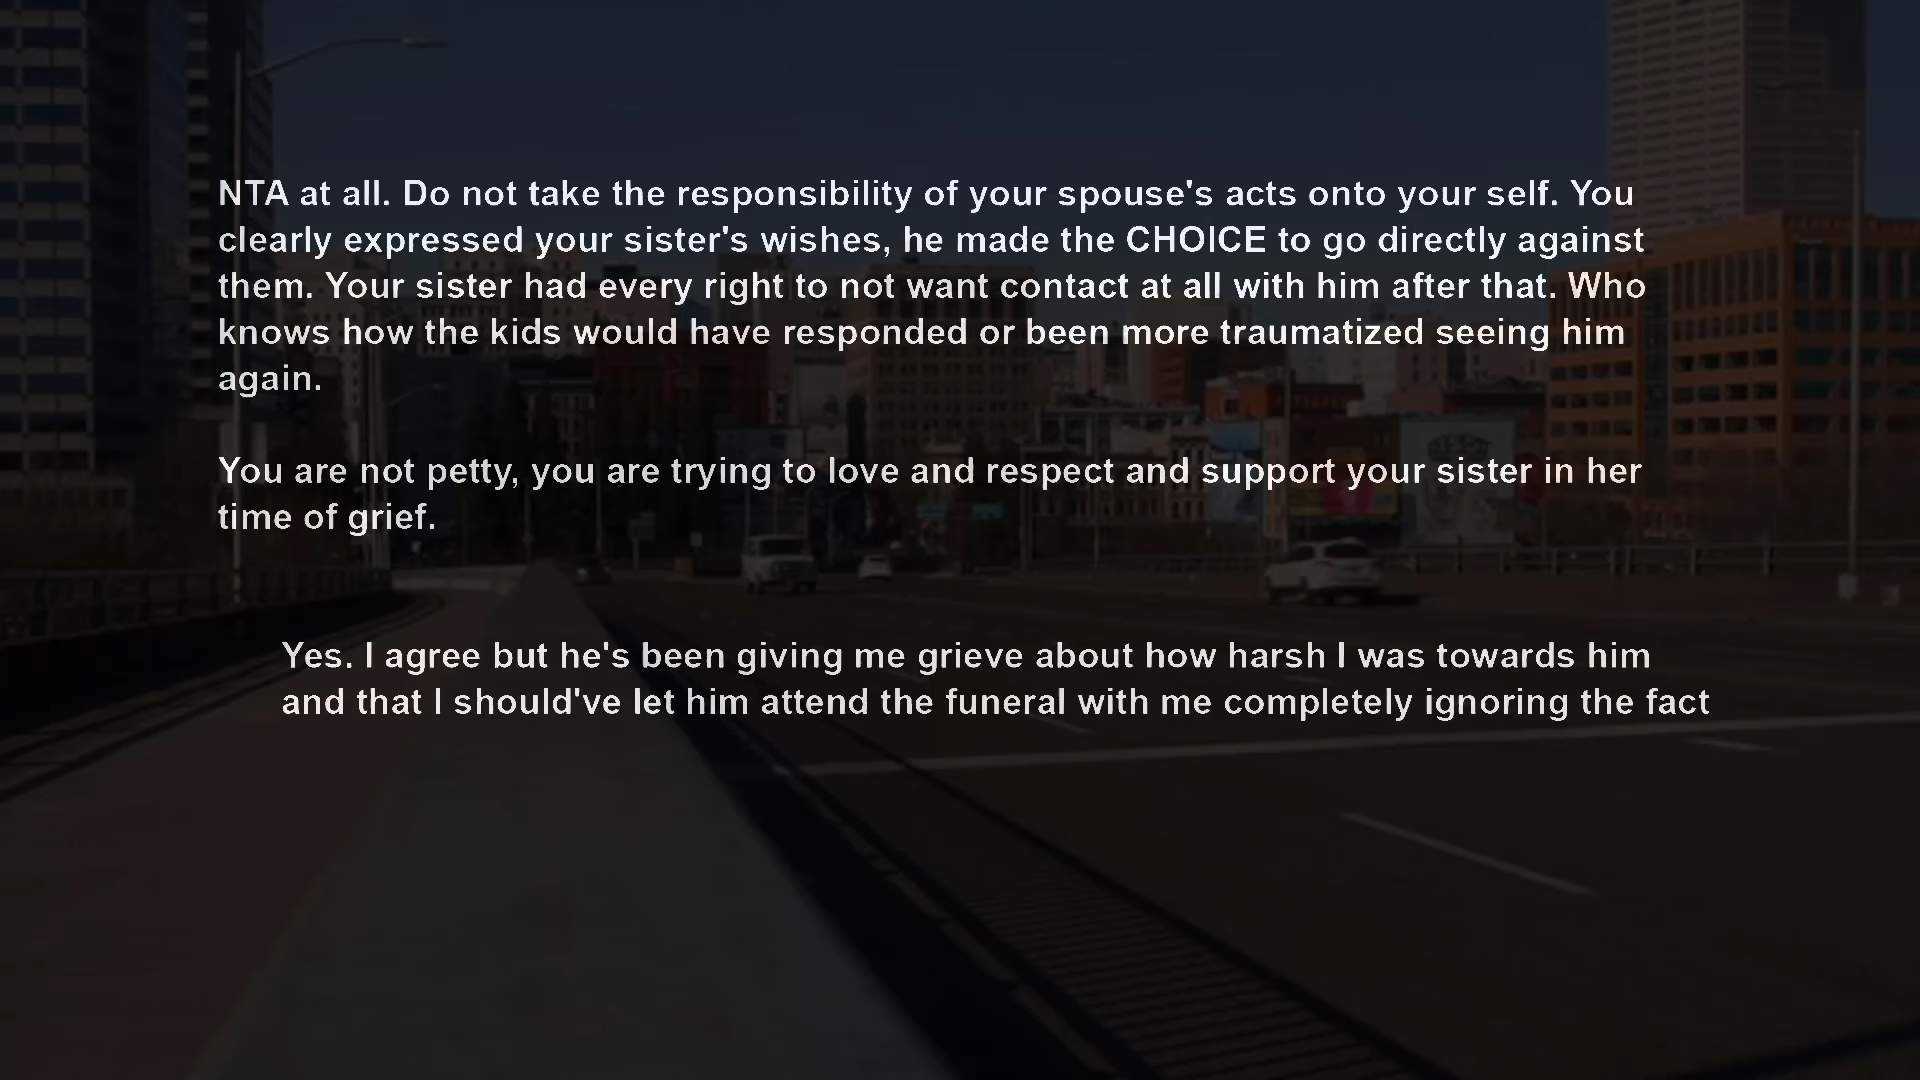 NTA at all. Do not take the responsibility of your spouse's acts onto your self. You
clearly expressed your sister's wishes, he made the CHOICE to go directly against
them. Your sister had every right to not want contact at all with him after that. Who
knows how the kids would have responded or been more traumatized seeing him
again.
You are not petty, you are trying to love and respect and support your sister in her
time of grief.
Yes. I agree but he's been giving me grieve about how harsh I was towards him
and that I should've let him attend the funeral with me completely ignoring the fact